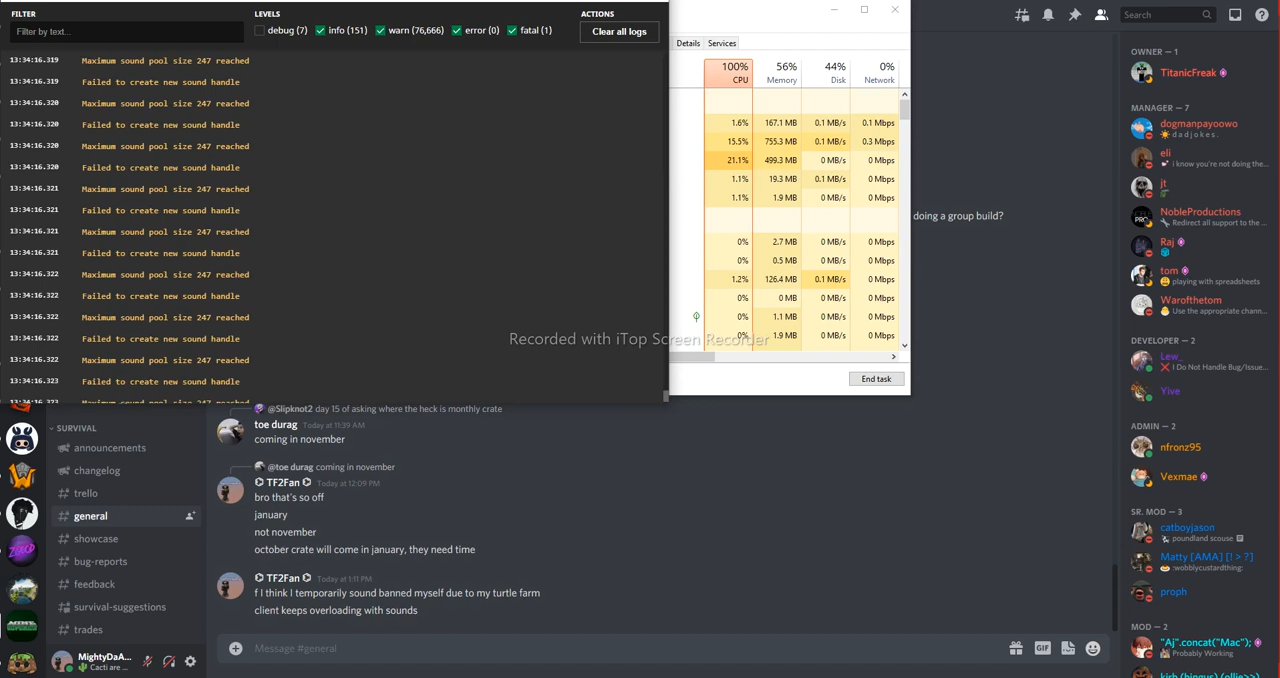 FILTER
LEVELS
ACTIONS
Filter by text...
debug (7) info (151) warn (76,666) error (0) fatal (1)
Clear all logs
13:34:16.319 Maximum sound pool size 247 reached
13:34:16.319 Failed to create new sound handle
13:34:16.320 Maximum sound pool size 247 reached
13:34:16.320 Failed to create new sound handle
13:34:16.320 Maximum sound pool size 247 reached
13:34:16.320 Failed to create new sound handle
13:34:16.321 Maximum sound pool size 247 reached
13:34:16.321 Failed to create new sound handle
13:34:16.321 Maximum sound pool size 247 reached
13:34:16.321 Failed to create new sound handle
13:34:16.322 Maximum sound pool size 247 reached
13:34:16.322 Failed to create new sound handle
13:34:16.322 Maximum sound pool size 247 reached
13:34:16.322 Failed to create new sound handle
13:34:16.322 Maximum sound pool size 247 reached
13:34:16.323 Failed to create new sound handle
13:34:16.323 Maximum sound pool size 247 reached
Details Services
100% 56% 44% 0%
CPU Memory Disk Network
1.6% 167.1 MB 0.1 MB/s 0.1 Mbps
15.5% 755.3 MB 0.1 MB/s 0.3 Mbps
21.1% 499.3 MB 0 MB/s 0 Mbps
1.1% 19.3 MB 0.1 MB/s 0 Mbps
1.1% 1.9 MB 0 MB/s 0 Mbps
0% 2.7 MB 0 MB/s 0 Mbps
0% 0.5 MB 0 MB/s 0 Mbps
1.2% 126.4 MB 0.1 MB/s 0 Mbps
0% 0 MB 0 MB/s 0 Mbps
0% 1.1 MB 0 MB/s 0 Mbps
0% 1.9 MB 0 MB/s 0 Mbps
End task
Recorded with iTop Screen Recorder
doing a group build?
SURVIVAL
announcements
changelog
trello
general
showcase
bug-reports
feedback
survival-suggestions
trades
MightyDaA...
Cacti are ...
@Slipknot2 day 15 of asking where the heck is monthly crate
toe durag Today at 11:39 AM
coming in november
@toe durag coming in november
TF2Fan Today at 12:09 PM
bro that's so off
january
not november
october crate will come in january, they need time
TF2Fan Today at 1:11 PM
f I think I temporarily sound banned myself due to my turtle farm
client keeps overloading with sounds
Message #general
GIF
Search
OWNER — 1
TitanicFreak
MANAGER — 7
dogmanpayoowo
d a d j o k e s .
eli
I know you're not doing the...
jt
NobleProductions
Redirect all support to the ...
Raj
tom
playing with spreadsheets
Warofthetom
Use the appropriate chann...
DEVELOPER — 2
Lew_
I Do Not Handle Bug/Issue...
Yive
ADMIN — 2
nfronz95
Vexmae
SR. MOD — 3
catboyjason
poundland scouse
Matty [AMA] [! > ?]
:wobblycustardthing:
proph
MOD — 2
"Aj".concat("Mac");
Probably Working
kirb (bingus) (ollie>>)